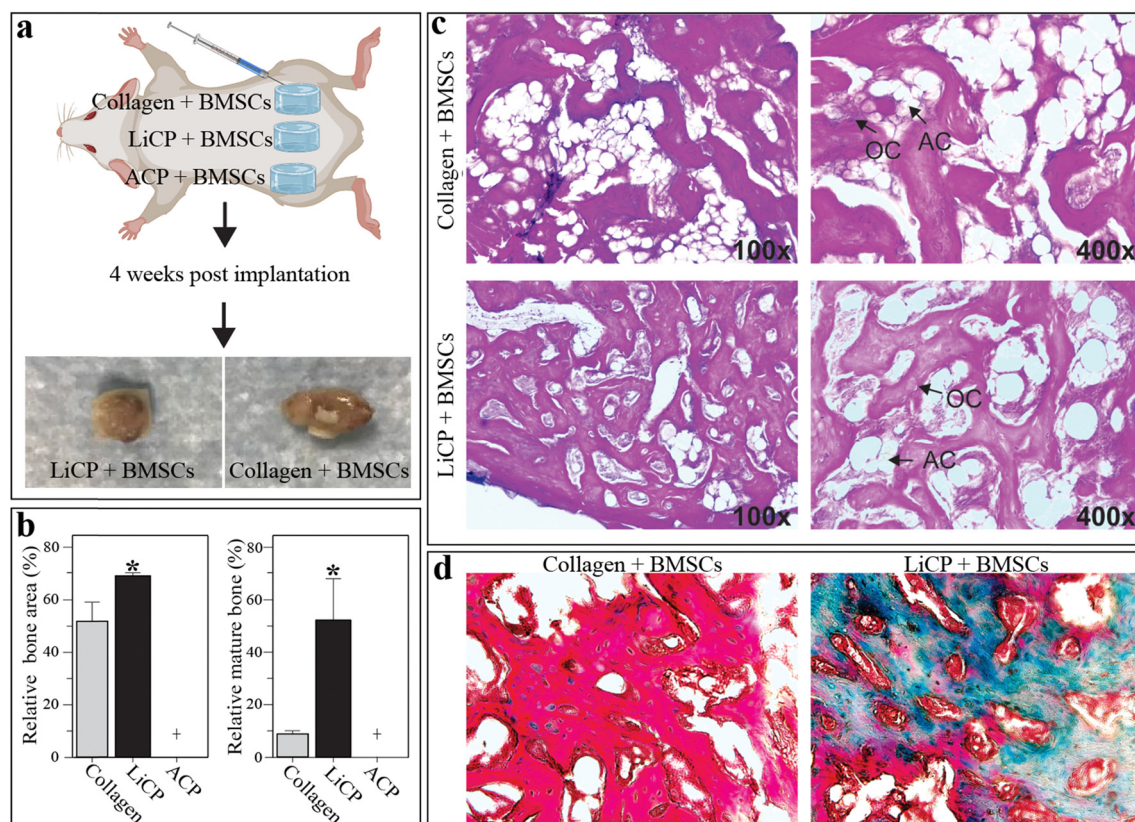 a
Collagen + BMSCs
LiCP + BMSCs
ACP + BMSCs
4 weeks post implantation
LiCP + BMSCs
Collagen + BMSCs
b
Relative bone area (%)
80
60
40
20
0
*
+
Collagen
LiCP
ACP
Relative mature bone (%)
80
60
40
20
0
*
+
Collagen
LiCP
ACP
c
Collagen + BMSCs
100x
OC
AC
400x
LiCP + BMSCs
100x
OC
AC
400x
d
Collagen + BMSCs
LiCP + BMSCs